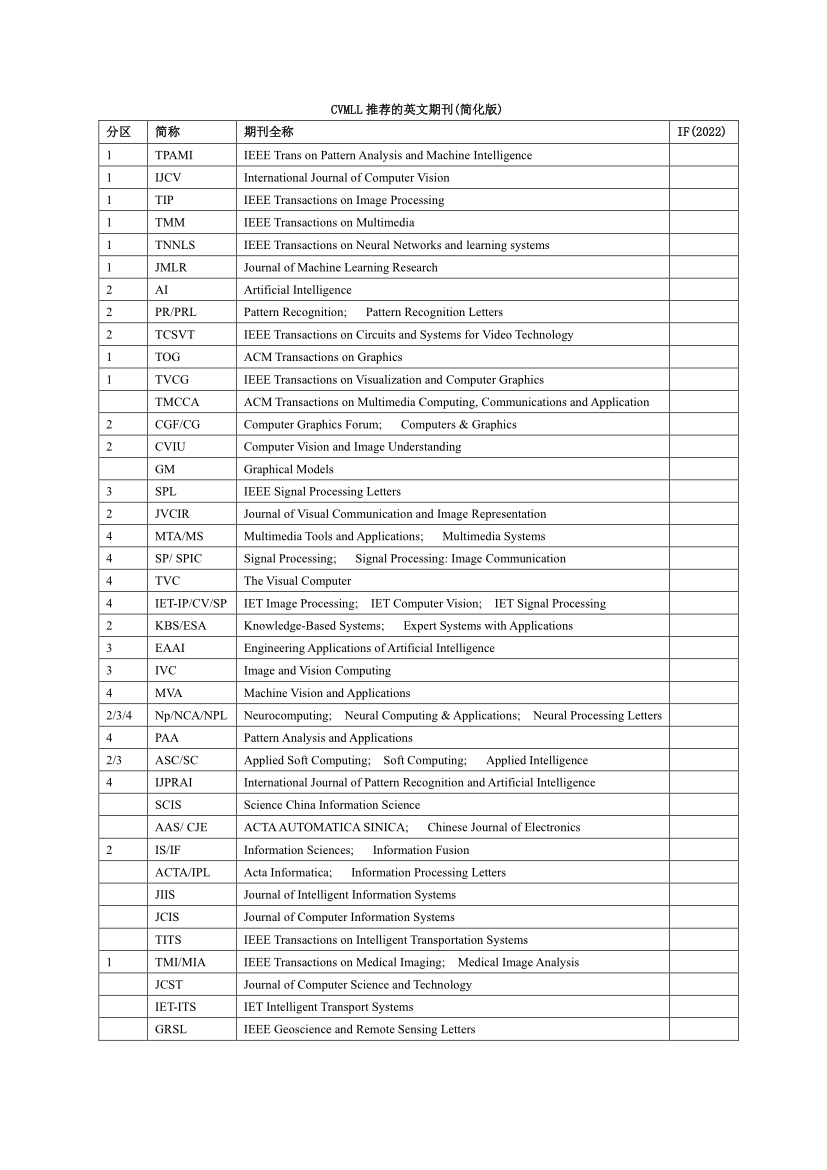 CVMLL 推荐的英文期刊(简化版)
分区 简称 期刊全称 IF(2022)
1 TPAMI IEEE Trans on Pattern Analysis and Machine Intelligence
1 IJCV International Journal of Computer Vision
1 TIP IEEE Transactions on Image Processing
1 TMM IEEE Transactions on Multimedia
1 TNNLS IEEE Transactions on Neural Networks and learning systems
1 JMLR Journal of Machine Learning Research
2 AI Artificial Intelligence
2 PR/PRL Pattern Recognition; Pattern Recognition Letters
2 TCSVT IEEE Transactions on Circuits and Systems for Video Technology
1 TOG ACM Transactions on Graphics
1 TVCG IEEE Transactions on Visualization and Computer Graphics
TMCCA ACM Transactions on Multimedia Computing, Communications and Application
2 CGF/CG Computer Graphics Forum; Computers & Graphics
2 CVIU Computer Vision and Image Understanding
GM Graphical Models
3 SPL IEEE Signal Processing Letters
2 JVCIR Journal of Visual Communication and Image Representation
4 MTA/MS Multimedia Tools and Applications; Multimedia Systems
4 SP/ SPIC Signal Processing; Signal Processing: Image Communication
4 TVC The Visual Computer
4 IET-IP/CV/SP IET Image Processing; IET Computer Vision; IET Signal Processing
2 KBS/ESA Knowledge-Based Systems; Expert Systems with Applications
3 EAAI Engineering Applications of Artificial Intelligence
3 IVC Image and Vision Computing
4 MVA Machine Vision and Applications
2/3/4 Np/NCA/NPL Neurocomputing; Neural Computing & Applications; Neural Processing Letters
4 PAA Pattern Analysis and Applications
2/3 ASC/SC Applied Soft Computing; Soft Computing; Applied Intelligence
4 IJPRAI International Journal of Pattern Recognition and Artificial Intelligence
SCIS Science China Information Science
AAS/ CJE ACTA AUTOMATICA SINICA; Chinese Journal of Electronics
2 IS/IF Information Sciences; Information Fusion
ACTA/IPL Acta Informatica; Information Processing Letters
JIIS Journal of Intelligent Information Systems
JCIS Journal of Computer Information Systems
TITS IEEE Transactions on Intelligent Transportation Systems
1 TMI/MIA IEEE Transactions on Medical Imaging; Medical Image Analysis
JCST Journal of Computer Science and Technology
IET-ITS IET Intelligent Transport Systems
GRSL IEEE Geoscience and Remote Sensing Letters